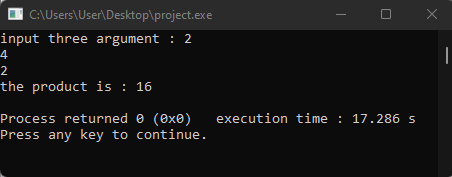 C:\Users\User\Desktop\project.exe
input three argument : 2
4
2
the product is : 16
Process returned 0 (0x0)   execution time : 17.286 s
Press any key to continue.